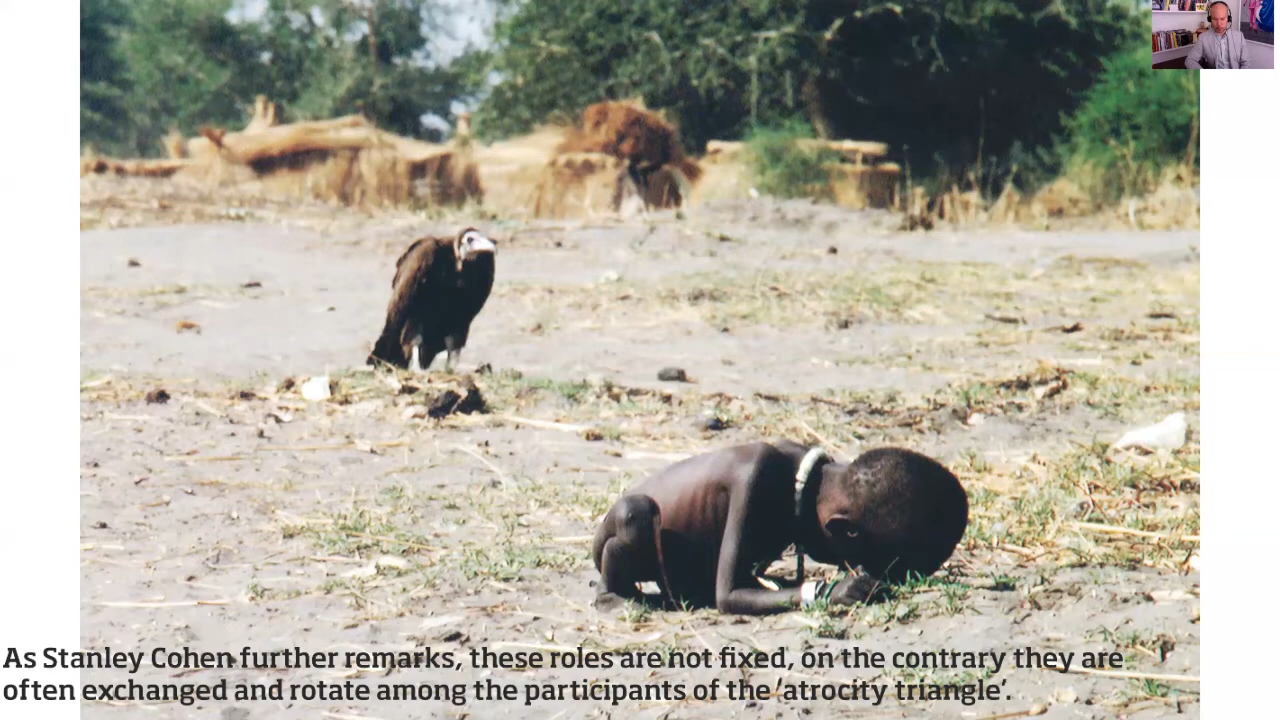 As Stanley Cohen further remarks, these roles are not fixed, on the contrary they are
often exchanged and rotate among the participants of the ‘atrocity triangle’.